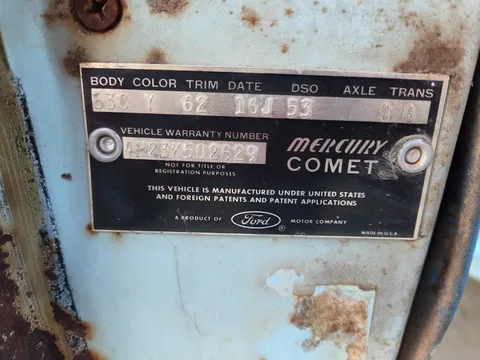 BODY COLOR TRIM DATE DSO AXLE TRANS
63C Y 62 16J 53 4 6
VEHICLE WARRANTY NUMBER
MERCURY
COMET
NOT FOR TITLE OR
REGISTRATION PURPOSES
THIS VEHICLE IS MANUFACTURED UNDER UNITED STATES
AND FOREIGN PATENTS AND PATENT APPLICATIONS
A PRODUCT OF Ford MOTOR COMPANY
MADE IN U.S.A.